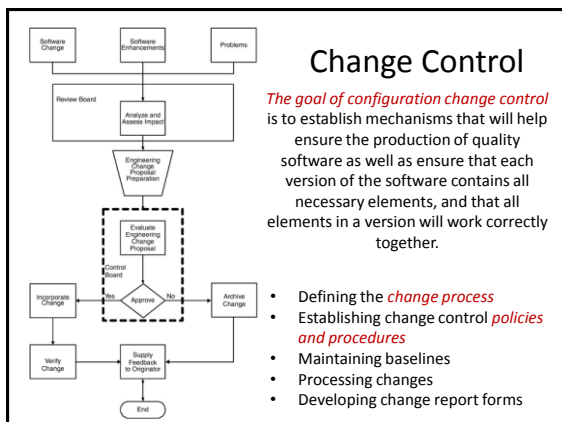 Change Control
The goal of configuration change control
is to establish mechanisms that will help
ensure the production of quality
software as well as ensure that each
version of the software contains all
necessary elements, and that all
elements in a version will work correctly
together.
• Defining the change process
• Establishing change control policies
and procedures
• Maintaining baselines
• Processing changes
• Developing change report forms
Software
Change
Software
Enhancements
Problems
Review Board
Analyze and
Assess Impact
Engineering
Change
Proposal
Preparation
Evaluate
Engineering
Change
Proposal
Control
Board
Approve
Yes
No
Incorporate
Change
Archive
Change
Verify
Change
Supply
Feedback
to Originator
End